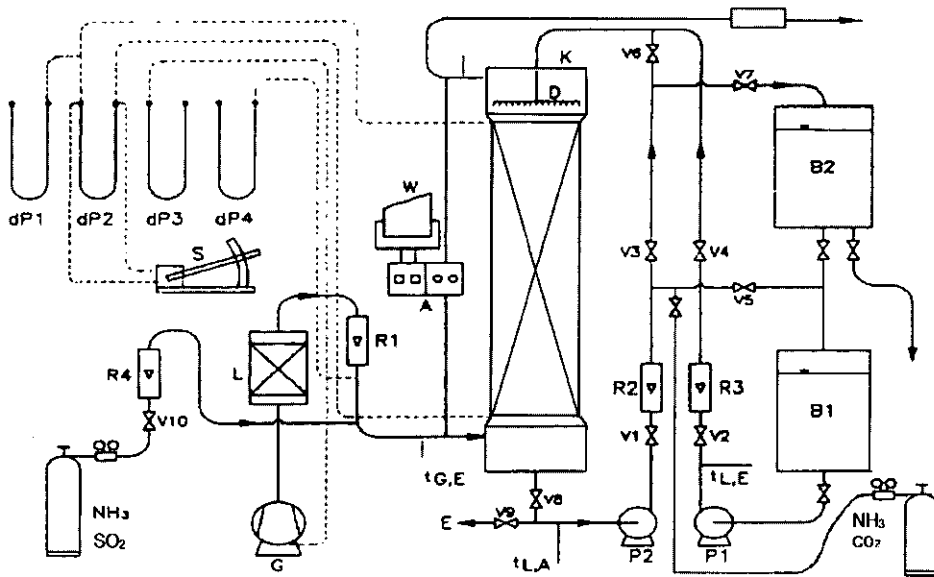 K
V6
V7
D
B2
W
dP1
dP2
dP3
dP4
S
V3
V4
A
V5
R1
L
R4
R2
R3
B1
V10
V1
V2
tG,E
tL,E
V8
NH3
SO2
V9
E
NH3
CO2
G
tL,A
P2
P1